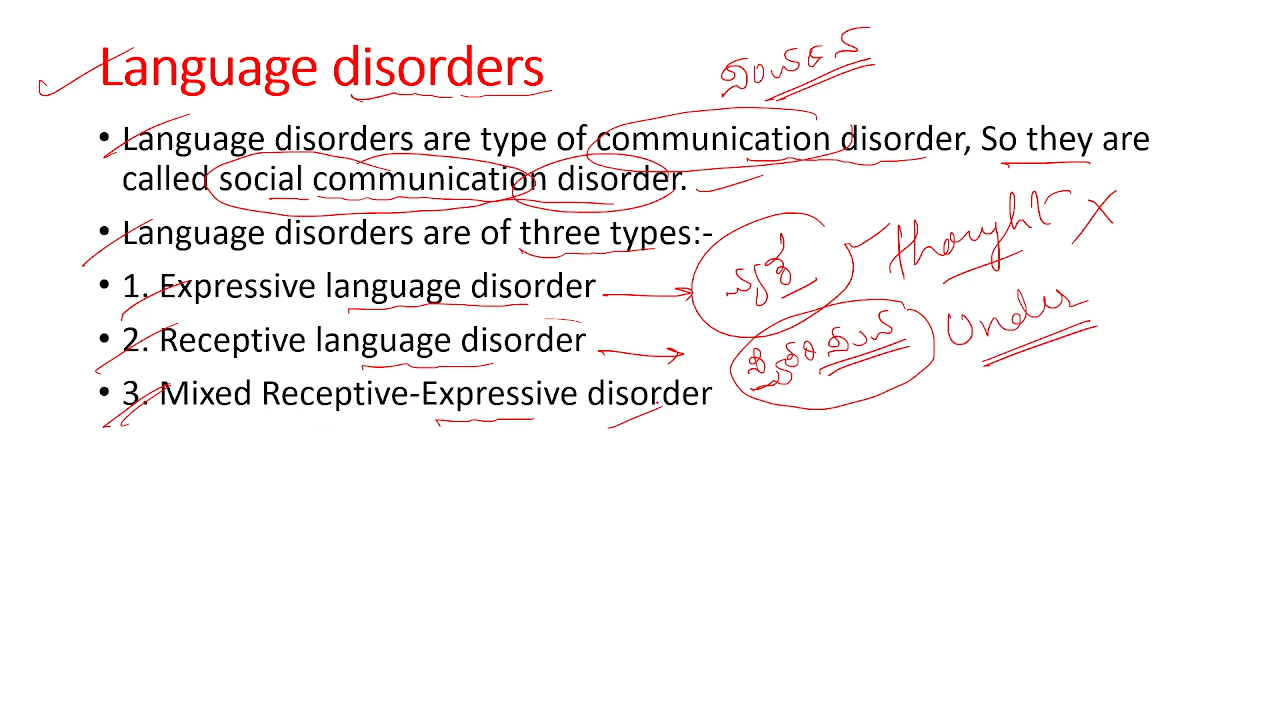 Language disorders
• Language disorders are type of communication disorder, So they are
called social communication disorder.
• Language disorders are of three types:-
thought X
• 1. Expressive language disorder
Under
• 2. Receptive language disorder
• 3. Mixed Receptive-Expressive disorder